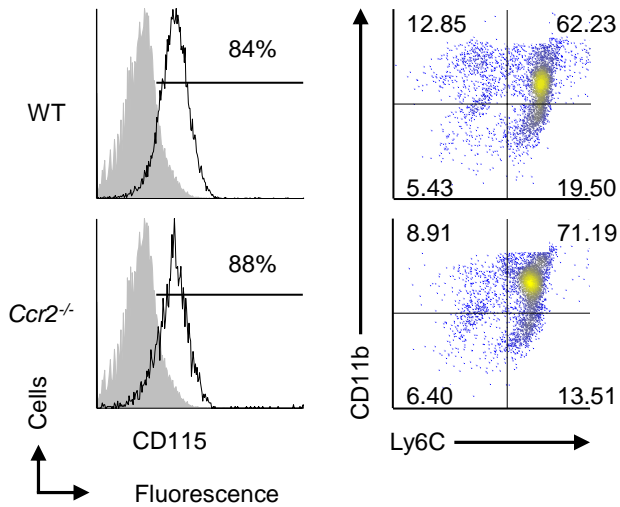 84%
12.85 62.23
WT
5.43 19.50
88%
8.91 71.19
Ccr2-/-
6.40 13.51
Cells
CD11b
CD115
Ly6C
Fluorescence